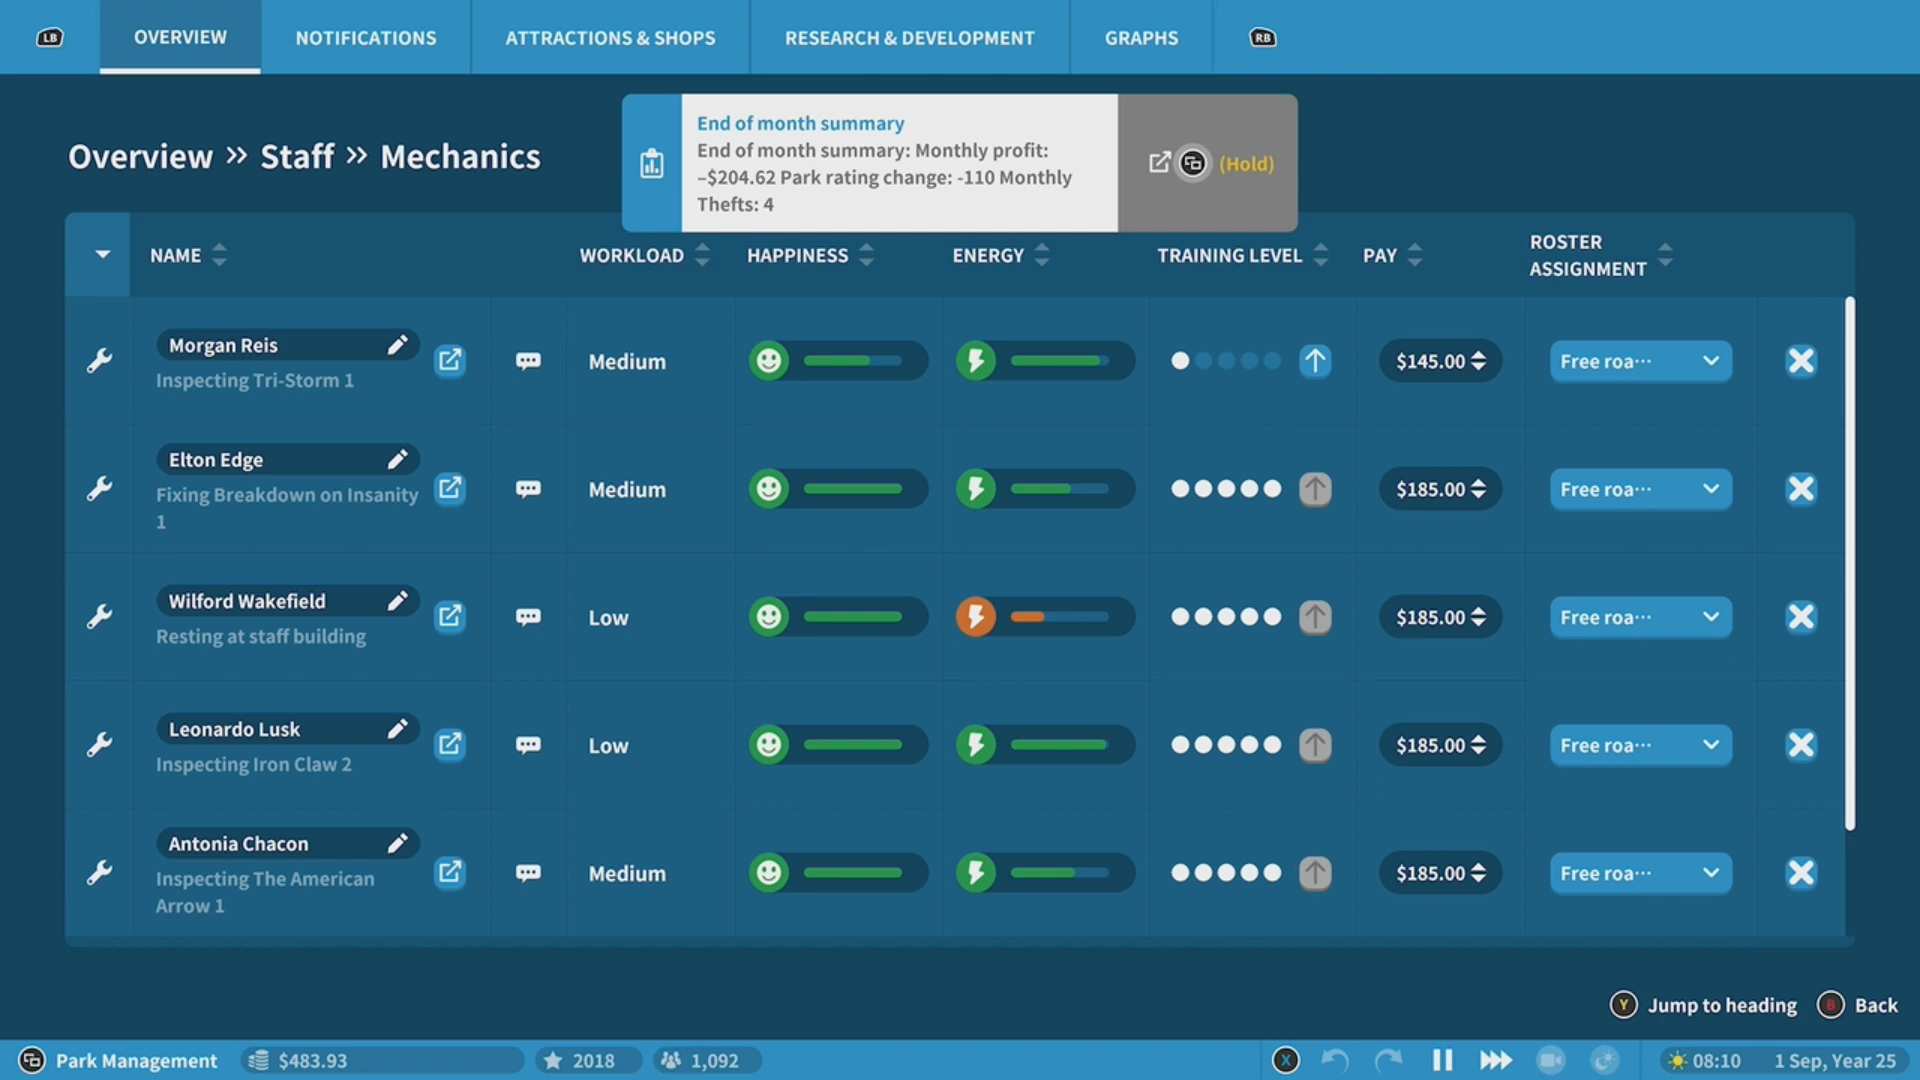 LB
OVERVIEW
NOTIFICATIONS
ATTRACTIONS & SHOPS
RESEARCH & DEVELOPMENT
GRAPHS
RB
Overview » Staff » Mechanics
End of month summary
End of month summary: Monthly profit:
–$204.62 Park rating change: -110 Monthly
Thefts: 4
(Hold)
NAME
WORKLOAD
HAPPINESS
ENERGY
TRAINING LEVEL
PAY
ROSTER
ASSIGNMENT
Morgan Reis
Inspecting Tri-Storm 1
Medium
$145.00
Free roa···
Elton Edge
Fixing Breakdown on Insanity
1
Medium
$185.00
Free roa···
Wilford Wakefield
Resting at staff building
Low
$185.00
Free roa···
Leonardo Lusk
Inspecting Iron Claw 2
Low
$185.00
Free roa···
Antonia Chacon
Inspecting The American
Arrow 1
Medium
$185.00
Free roa···
Y Jump to heading
B Back
Park Management
$483.93
2018
1,092
X
08:10
1 Sep, Year 25